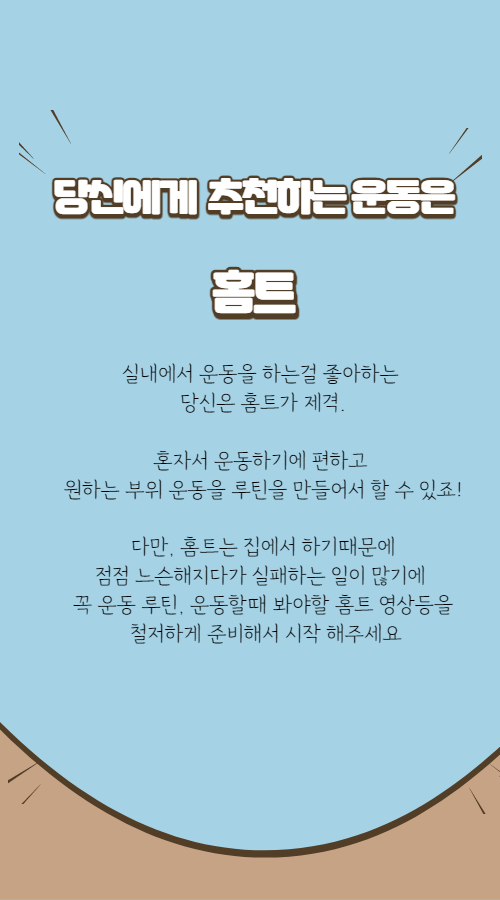 당신에게 추천하는 운동은
홈트
실내에서 운동을 하는걸 좋아하는
당신은 홈트가 제격.
혼자서 운동하기에 편하고
원하는 부위 운동을 루틴을 만들어서 할 수 있죠!
다만, 홈트는 집에서 하기때문에
점점 느슨해지다가 실패하는 일이 많기에
꼭 운동 루틴, 운동할때 봐야할 홈트 영상등을
철저하게 준비해서 시작 해주세요